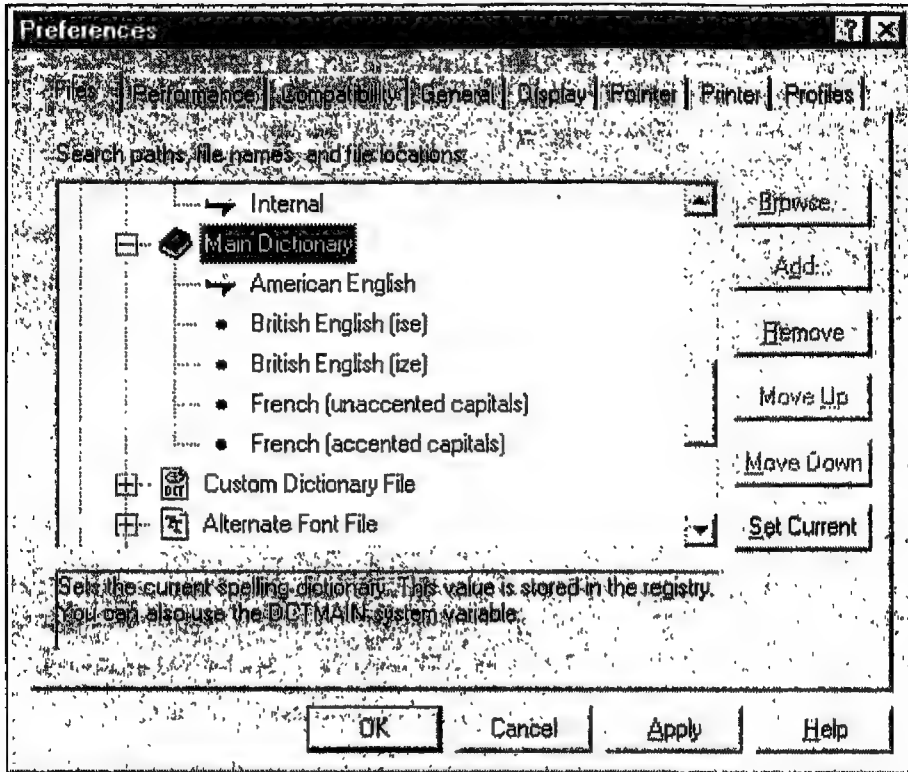 Preferences
Files Performance Compatibility General Display Pointer Printer Profiles
Search paths, file names, and file locations:
Internal
Browse...
Main Dictionary
Add...
American English
British English (ise)
Remove
British English (ize)
French (unaccented capitals)
Move Up
French (accented capitals)
Move Down
DCT Custom Dictionary File
Alternate Font File
Set Current
Sets the current spelling dictionary. This value is stored in the registry.
You can also use the DCTMAIN system variable.
OK Cancel Apply Help